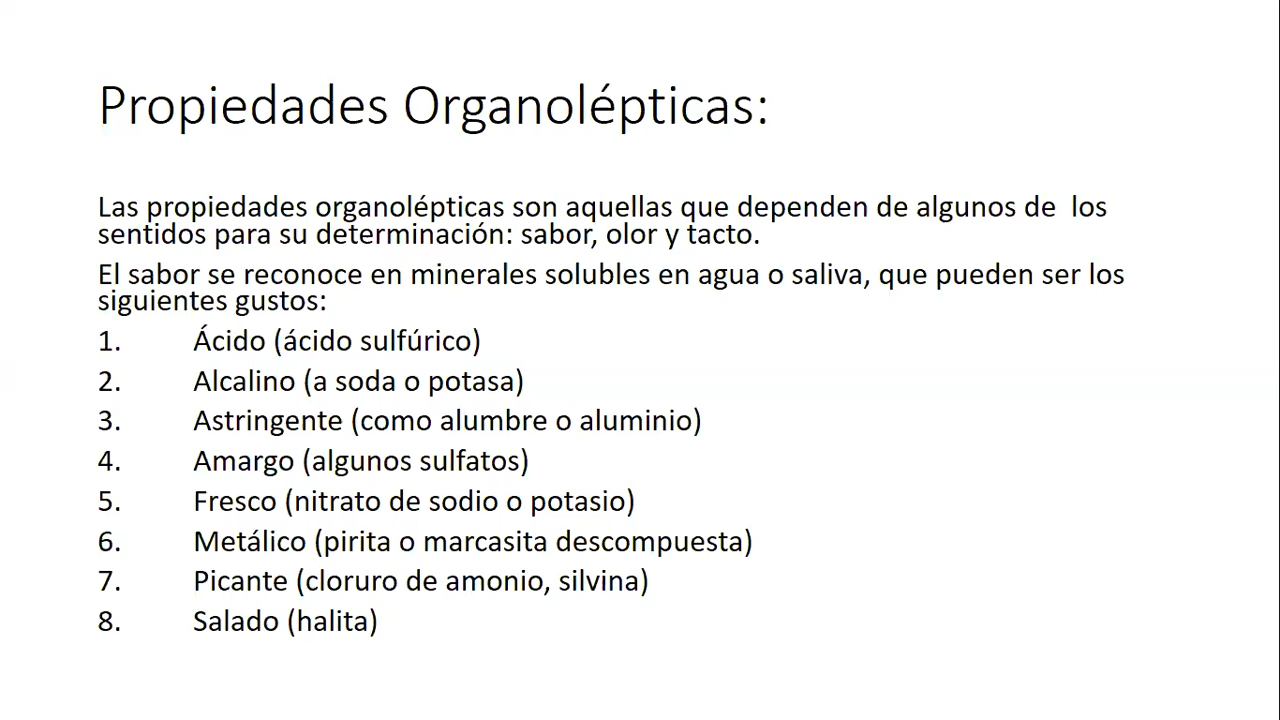 Propiedades Organolépticas:
Las propiedades organolépticas son aquellas que dependen de algunos de  los
sentidos para su determinación: sabor, olor y tacto.
El sabor se reconoce en minerales solubles en agua o saliva, que pueden ser los
siguientes gustos:
1. Ácido (ácido sulfúrico)
2. Alcalino (a soda o potasa)
3. Astringente (como alumbre o aluminio)
4. Amargo (algunos sulfatos)
5. Fresco (nitrato de sodio o potasio)
6. Metálico (pirita o marcasita descompuesta)
7. Picante (cloruro de amonio, silvina)
8. Salado (halita)